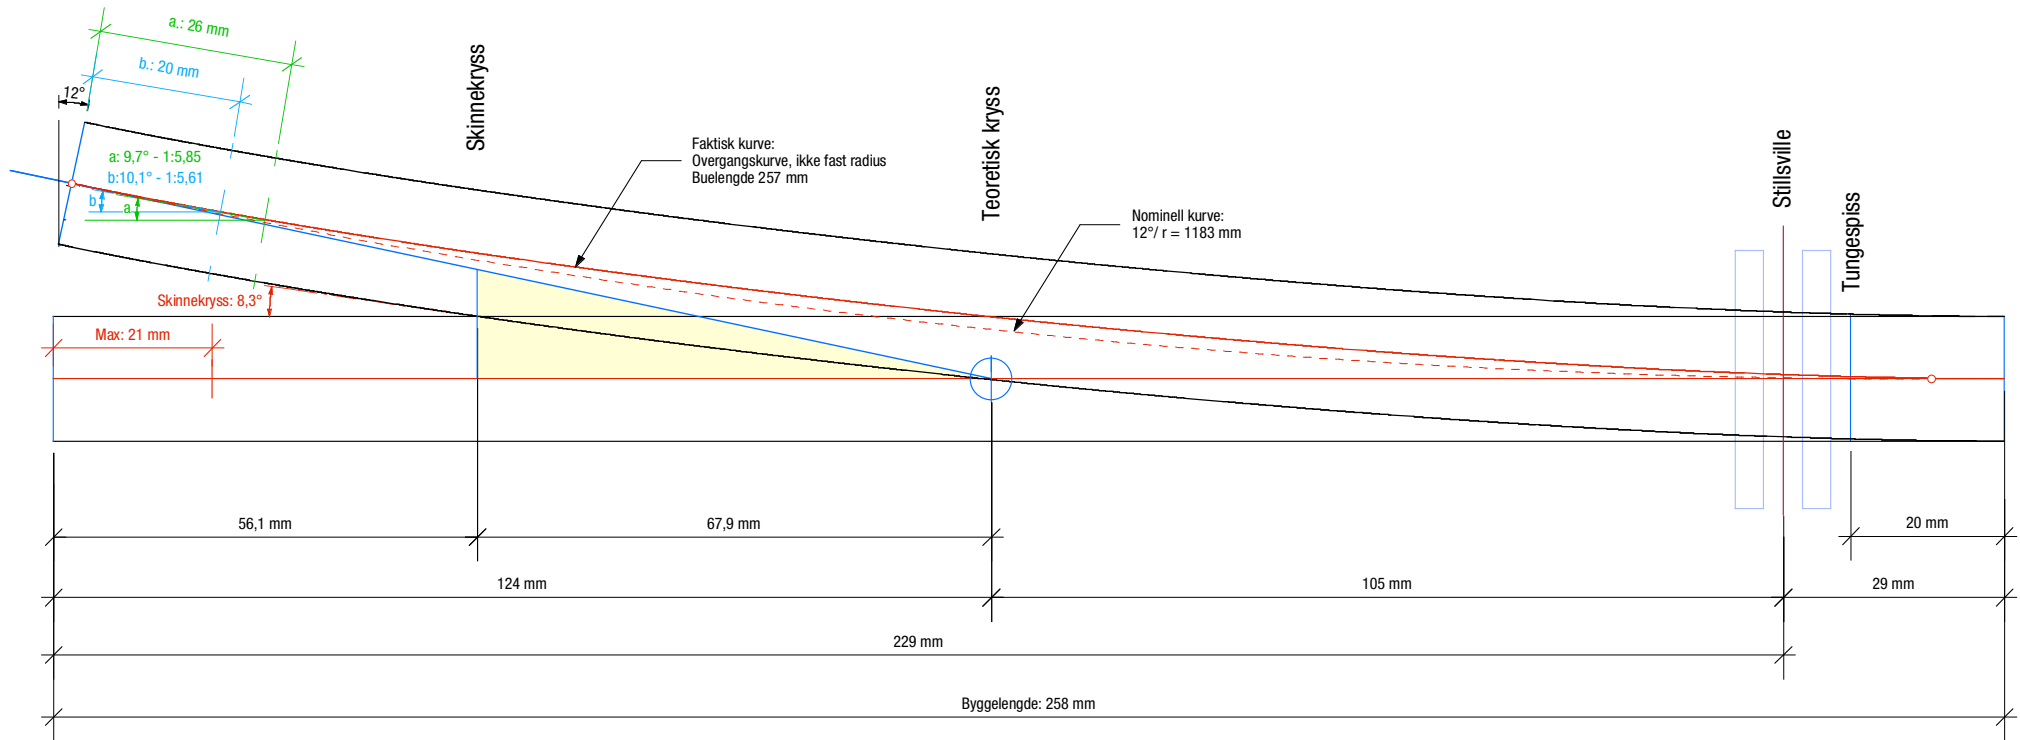 a.: 26 mm
b.: 20 mm
12°
Skinnekryss
Teoretisk kryss
Stillsville
Tungespiss
Faktisk kurve:
Overgangskurve, ikke fast radius
Buelengde 257 mm
a: 9,7° - 1:5,85
b:10,1° - 1:5,61
b
a
Nominell kurve:
12°/ r = 1183 mm
Skinnekryss: 8,3°
Max: 21 mm
56,1 mm
67,9 mm
20 mm
124 mm
105 mm
29 mm
229 mm
Byggelengde: 258 mm